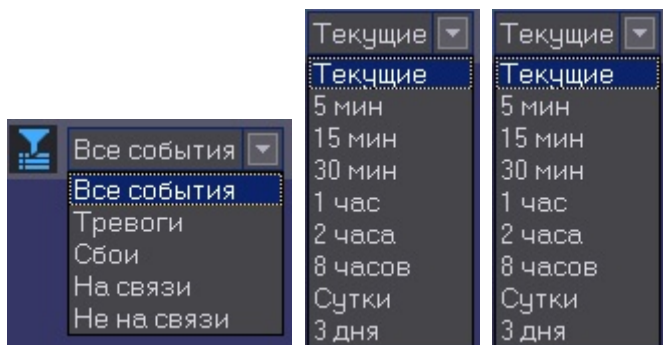 Все события
Все события
Тревоги
Сбои
На связи
Не на связи
Текущие
Текущие
5 мин
15 мин
30 мин
1 час
2 часа
8 часов
Сутки
3 дня
Текущие
Текущие
5 мин
15 мин
30 мин
1 час
2 часа
8 часов
Сутки
3 дня